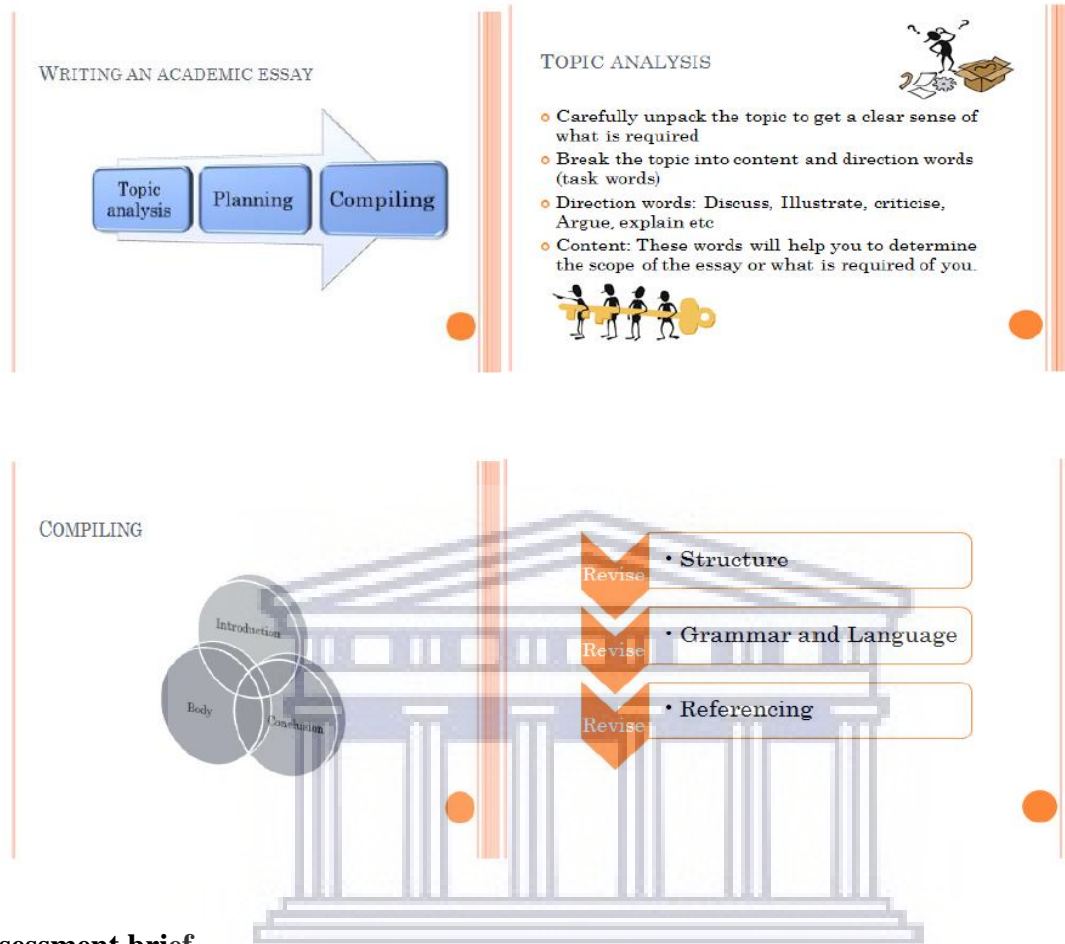 WRITING AN ACADEMIC ESSAY
Topic
analysis
Planning
Compiling
TOPIC ANALYSIS
Carefully unpack the topic to get a clear sense of
what is required
Break the topic into content and direction words
(task words)
Direction words: Discuss, Illustrate, criticise,
Argue, explain etc
Content: These words will help you to determine
the scope of the essay or what is required of you.
COMPILING
Introduction
Body
Conclusion
Revise
• Structure
Revise
• Grammar and Language
Revise
• Referencing